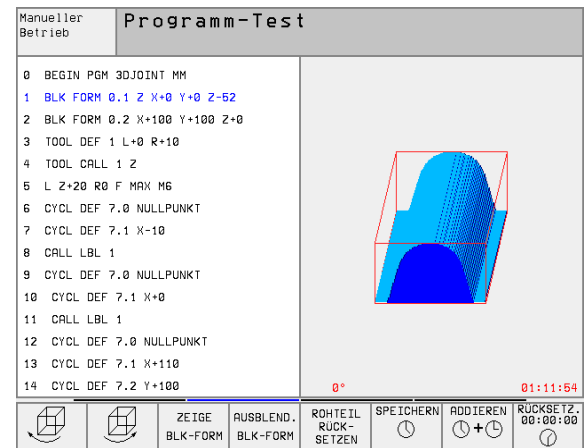 Manueller
Betrieb
Programm-Test
0 BEGIN PGM 3DJOINT MM
1 BLK FORM 0.1 Z X+0 Y+0 Z-52
2 BLK FORM 0.2 X+100 Y+100 Z+0
3 TOOL DEF 1 L+0 R+10
4 TOOL CALL 1 Z
5 L Z+20 R0 F MAX M6
6 CYCL DEF 7.0 NULLPUNKT
7 CYCL DEF 7.1 X-10
8 CALL LBL 1
9 CYCL DEF 7.0 NULLPUNKT
10 CYCL DEF 7.1 X+0
11 CALL LBL 1
12 CYCL DEF 7.0 NULLPUNKT
13 CYCL DEF 7.1 X+110
14 CYCL DEF 7.2 Y+100
0° 01:11:54
ZEIGE
BLK-FORM
AUSBLEND.
BLK-FORM
ROHTEIL
RÜCK-
SETZEN
SPEICHERN
ADDIEREN
+
RÜCKSETZ.
00:00:00